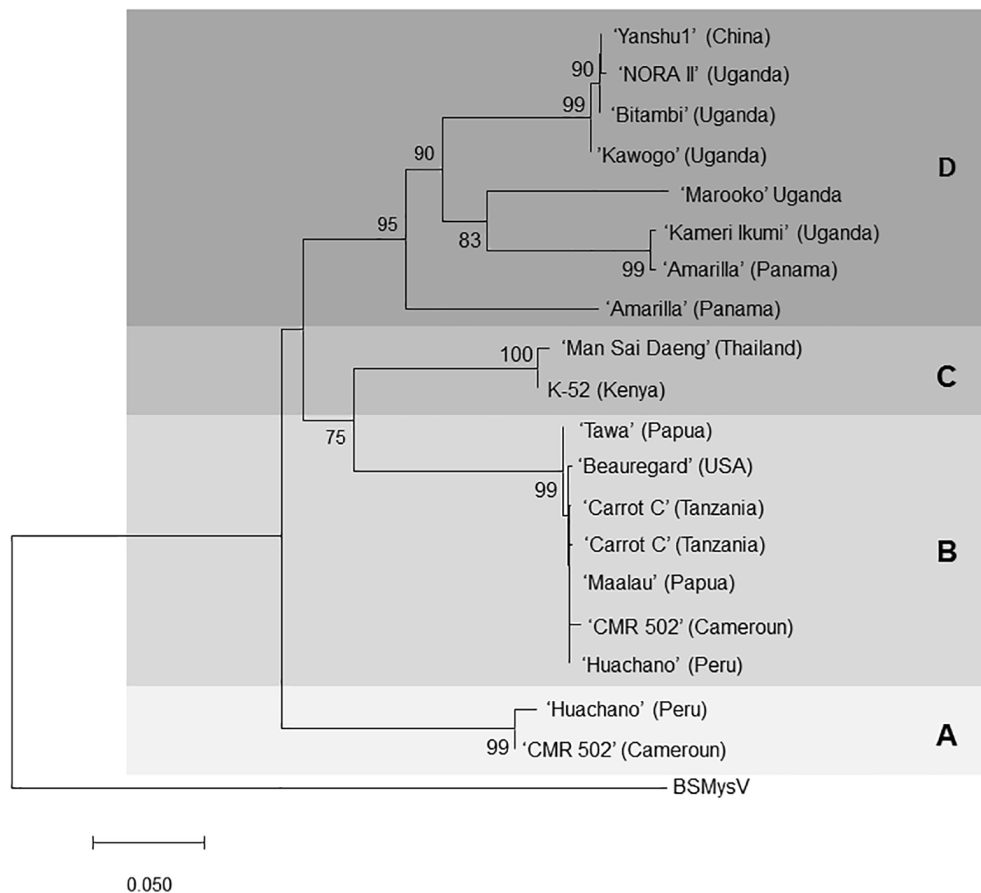 ‘Yanshu1’ (China)
90
‘NORA II’ (Uganda)
99
‘Bitambi’ (Uganda)
’Kawogo’ (Uganda)
90
D
‘Marooko’ Uganda
95
83
‘Kameri Ikumi’ (Uganda)
99
‘Amarilla’ (Panama)
‘Amarilla’ (Panama)
100
‘Man Sai Daeng’ (Thailand)
C
K-52 (Kenya)
75
‘Tawa’ (Papua)
‘Beauregard’ (USA)
99
‘Carrot C’ (Tanzania)
‘Carrot C’ (Tanzania)
B
‘Maalau’ (Papua)
‘CMR 502’ (Cameroun)
‘Huachano’ (Peru)
‘Huachano’ (Peru)
A
99
‘CMR 502’ (Cameroun)
BSMysV
0.050